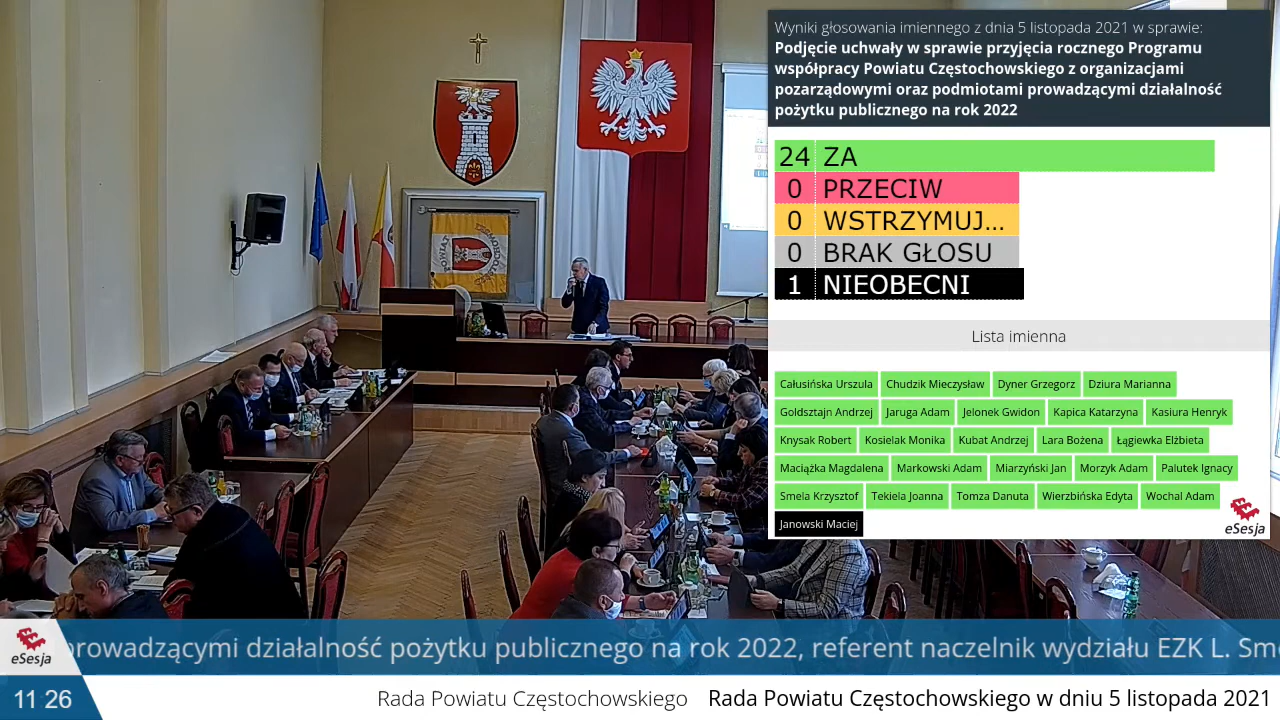 Wyniki głosowania imiennego z dnia 5 listopada 2021 w sprawie:
Podjęcie uchwały w sprawie przyjęcia rocznego Programu
współpracy Powiatu Częstochowskiego z organizacjami
pozarządowymi oraz podmiotami prowadzącymi działalność
pożytku publicznego na rok 2022
24 ZA
0 PRZECIW
0 WSTRZYMUJ...
0 BRAK GŁOSU
1 NIEOBECNI
Lista imienna
Całusińska Urszula Chudzik Mieczysław Dyner Grzegorz Dziura Marianna
Goldsztajn Andrzej Jaruga Adam Jelonek Gwidon Kapica Katarzyna Kasiura Henryk
Knysak Robert Kosielak Monika Kubat Andrzej Lara Bożena Łągiewka Elżbieta
Maciążka Magdalena Markowski Adam Miarzyński Jan Morzyk Adam Palutek Ignacy
Smela Krzysztof Tekiela Joanna Tomza Danuta Wierzbińska Edyta Wochal Adam
Janowski Maciej
eSesja
POWIAT
eSesja
prowadzącymi działalność pożytku publicznego na rok 2022, referent naczelnik wydziału EZK L. Smo
11 26
Rada Powiatu Częstochowskiego Rada Powiatu Częstochowskiego w dniu 5 listopada 2021